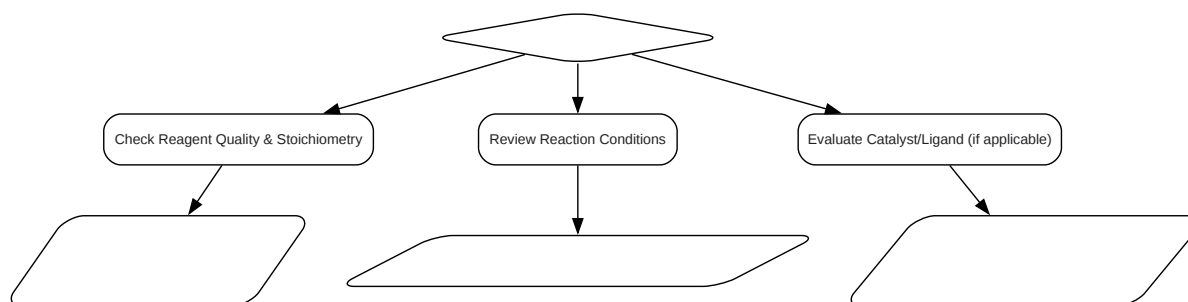 Check Reagent Quality & Stoichiometry
Review Reaction Conditions
Evaluate Catalyst/Ligand (if applicable)